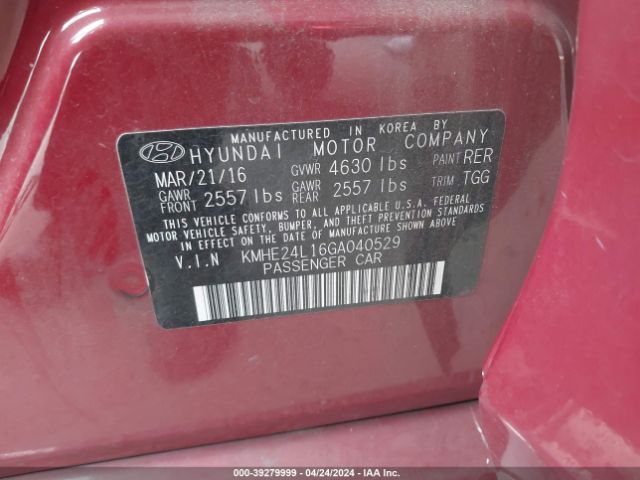 MANUFACTURED IN KOREA BY
HYUNDAI MOTOR COMPANY
MAR/21/16 GVWR 4630 lbs PAINT RER
GAWR FRONT 2557 lbs GAWR REAR 2557 lbs TRIM TGG
THIS VEHICLE CONFORMS TO ALL APPLICABLE U.S.A. FEDERAL
MOTOR VEHICLE SAFETY, BUMPER, AND THEFT PREVENTION STANDARDS
IN EFFECT ON THE DATE OF MANUFACTURE SHOWN ABOVE
V.I.N KMHE24L16GA040529
PASSENGER CAR
000-39279999 - 04/24/2024 - IAA Inc.